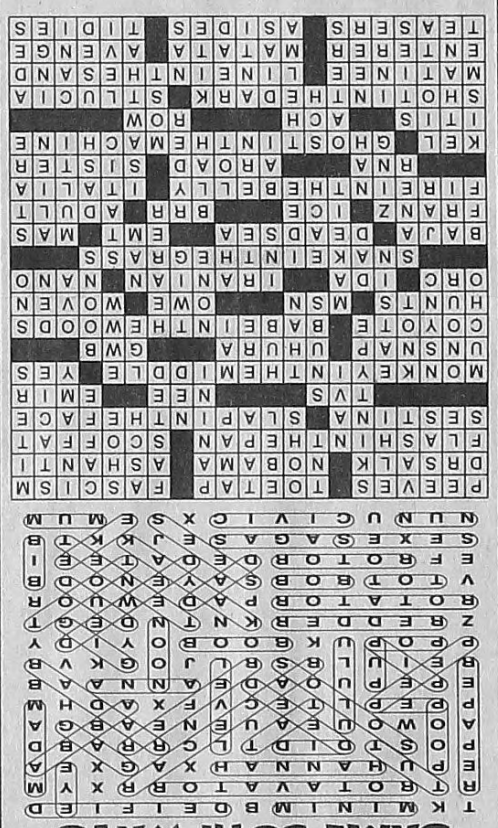 T K M I N I M B D E I F I E D
R T R O T A V A T O R R X Y M
E P U H A N N A H X A G X E A
P O S T D I D T L C R R A B D
A O W O U E A U E N E A B G A
P E E P L T E C V F X A D H M
E P E D U O A D E A N N A A B
R P E I U L R S R L J O G K V R
P O P U K B O O B O Y I D Y
Z R E D D E R K N T N D E G T
R O T A T O R P A D E W U O R
V T O T R O B S A Y E N O D B
E F R O T O R D E D A T E E I
S E X E S A G A S E J K K T B
N U N U C I V I C X S E M U M
PEEVES TOETAP FASCISM
DRSALK NOBAMA ASHANTI
FLASHINTHEPAN SCOFFAT
SESTINA SLAPINTHEFACE
TVS NEE EMIR
MONKEYINTHEMIDDLE YES
UNSNAP UHURA GWB
COYOTE BABEINTHEWOODS
HUNTS MSN OWE WOVEN
ORC IDA IRANIAN NANO
SNAKEINTHEGRASS
BAJA DEADSEA EMT MAS
FRANZ ICE BRR ADULT
FIREINTHEBELLY ITALIA
RNA AROAD SISTER
KEL GHOSTINTHEMACHINE
ITIS ACH ROW
SHOTINTHEDARK STLUCIA
MATINEE LINEINTHESAND
ENTERER MATATA AVENGE
TEASERS ASIDES TIDIES